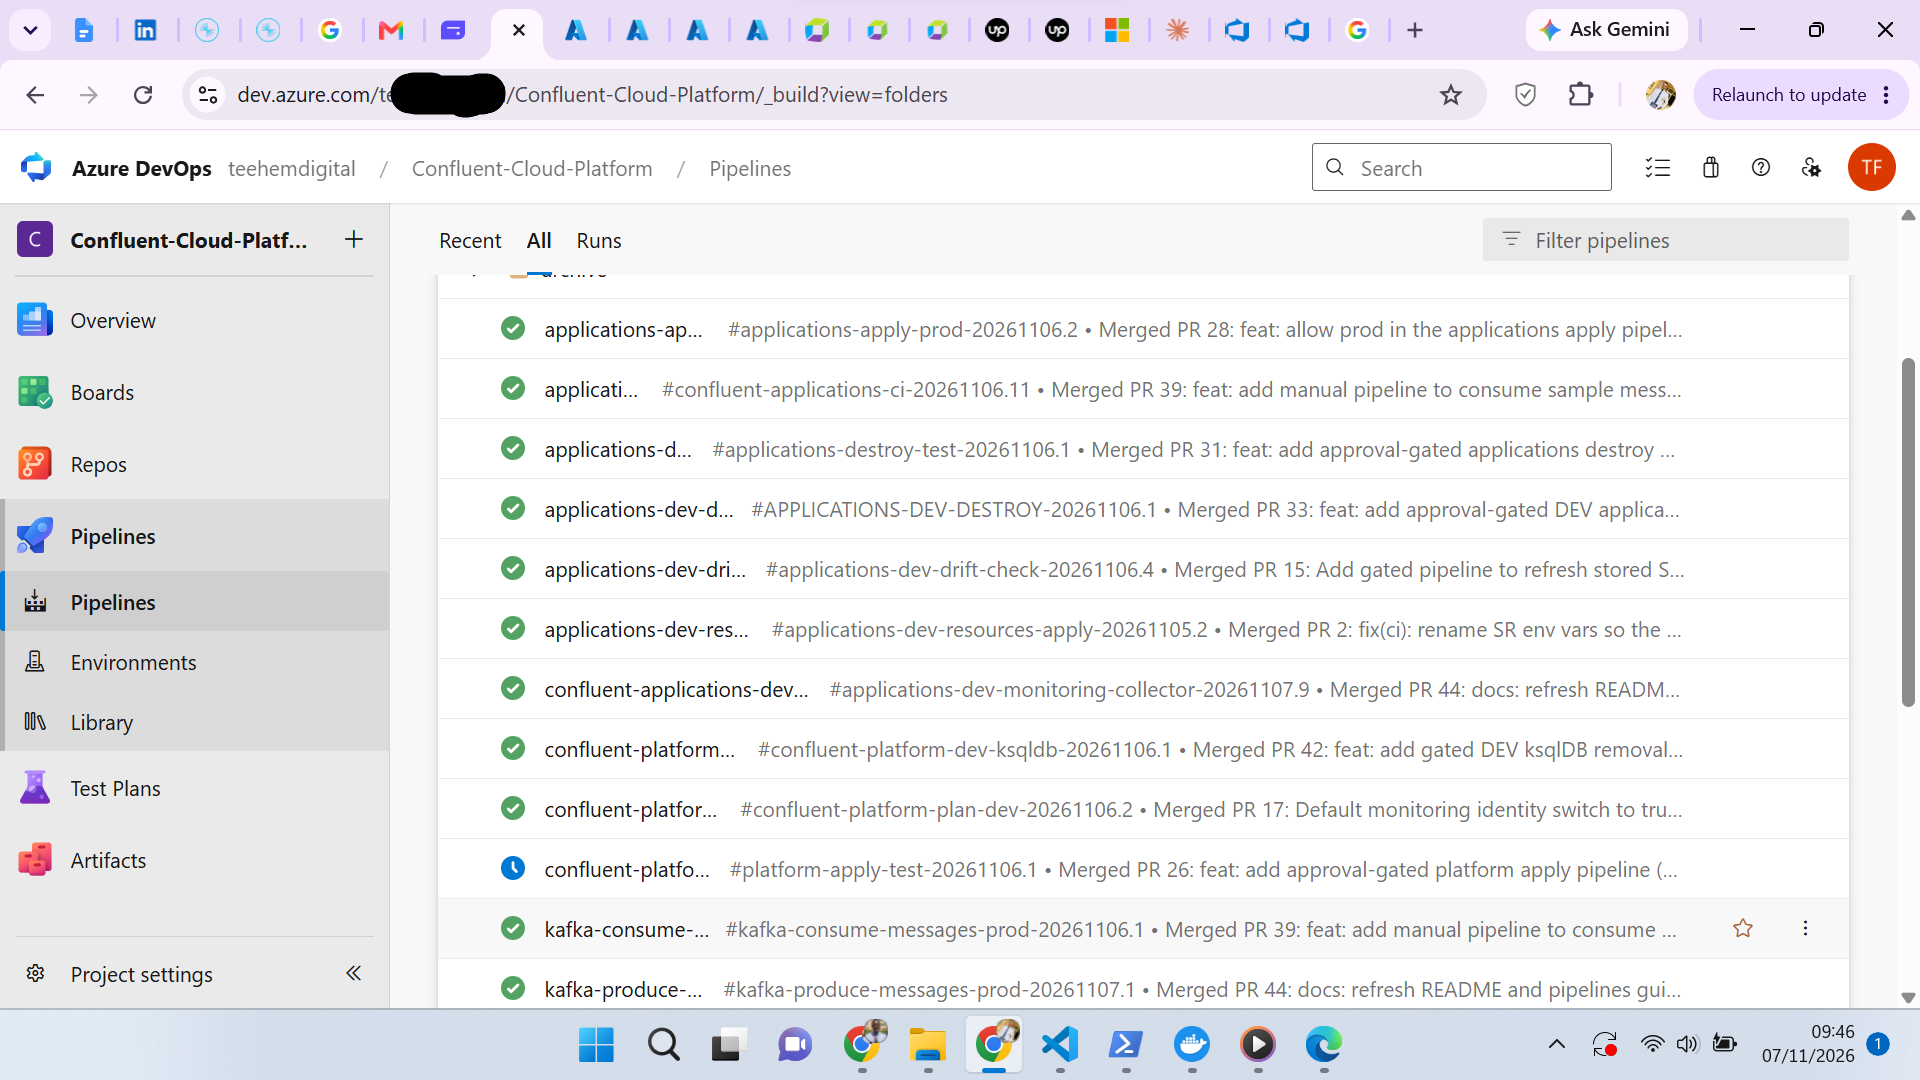 Ask Gemini
dev.azure.com/te /Confluent-Cloud-Platform/_build?view=folders
Relaunch to update
Azure DevOps teehemdigital / Confluent-Cloud-Platform / Pipelines
Search
TF
C Confluent-Cloud-Platf... +
Recent All Runs
Filter pipelines
archive
Overview
Boards
Repos
Pipelines
Pipelines
Environments
Library
Test Plans
Artifacts
Project settings
applications-ap... #applications-apply-prod-20261106.2 • Merged PR 28: feat: allow prod in the applications apply pipel...
applicati... #confluent-applications-ci-20261106.11 • Merged PR 39: feat: add manual pipeline to consume sample mess...
applications-d... #applications-destroy-test-20261106.1 • Merged PR 31: feat: add approval-gated applications destroy ...
applications-dev-d... #APPLICATIONS-DEV-DESTROY-20261106.1 • Merged PR 33: feat: add approval-gated DEV applica...
applications-dev-dri... #applications-dev-drift-check-20261106.4 • Merged PR 15: Add gated pipeline to refresh stored S...
applications-dev-res... #applications-dev-resources-apply-20261105.2 • Merged PR 2: fix(ci): rename SR env vars so the ...
confluent-applications-dev... #applications-dev-monitoring-collector-20261107.9 • Merged PR 44: docs: refresh READM...
confluent-platform... #confluent-platform-dev-ksqldb-20261106.1 • Merged PR 42: feat: add gated DEV ksqlDB removal...
confluent-platfor... #confluent-platform-plan-dev-20261106.2 • Merged PR 17: Default monitoring identity switch to tru...
confluent-platfo... #platform-apply-test-20261106.1 • Merged PR 26: feat: add approval-gated platform apply pipeline (...
kafka-consume-... #kafka-consume-messages-prod-20261106.1 • Merged PR 39: feat: add manual pipeline to consume ...
kafka-produce-... #kafka-produce-messages-prod-20261107.1 • Merged PR 44: docs: refresh README and pipelines gui...
09:46
07/11/2026
1